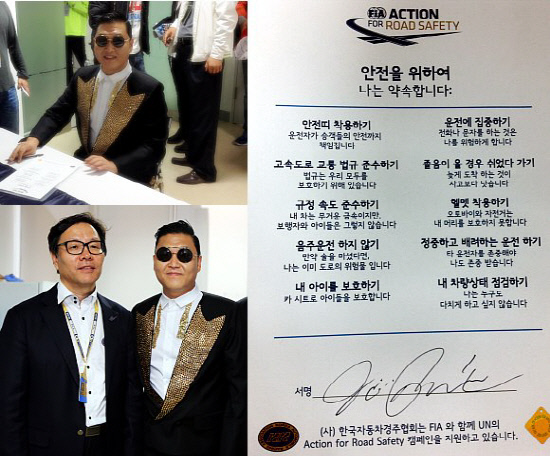 FIA ACTION
FOR ROAD SAFETY
안전을 위하여
나는 약속합니다:
안전띠 착용하기
운전자가 승객들의 안전까지
책임집니다
운전에 집중하기
전화나 문자를 하는 것은
나를 위험하게 합니다
고속도로 교통 법규 준수하기
법규는 우리 모두를
보호하기 위해 있습니다
졸음이 올 경우 쉬었다 가기
늦게 도착 하는 것이
사고보다 낫습니다
규정 속도 준수하기
내 차는 무거운 금속이지만,
보행자와 아이들은 그렇지 않습니다
헬멧 착용하기
오토바이와 자전거는
내 머리를 보호하지 못합니다
음주운전 하지 않기
만약 술을 마셨다면,
나는 이미 도로의 위험물 입니다
정중하고 배려하는 운전 하기
타 운전자를 존중해야
나도 존중 받습니다
내 아이를 보호하기
카 시트로 아이들을 보호합니다
내 차량상태 점검하기
나는 누구도
다치게 하고 싶지 않습니다
서명
(사) 한국자동차경주협회는 FIA 와 함께 UN의
Action for Road Safety 캠페인을 지원하고 있습니다.